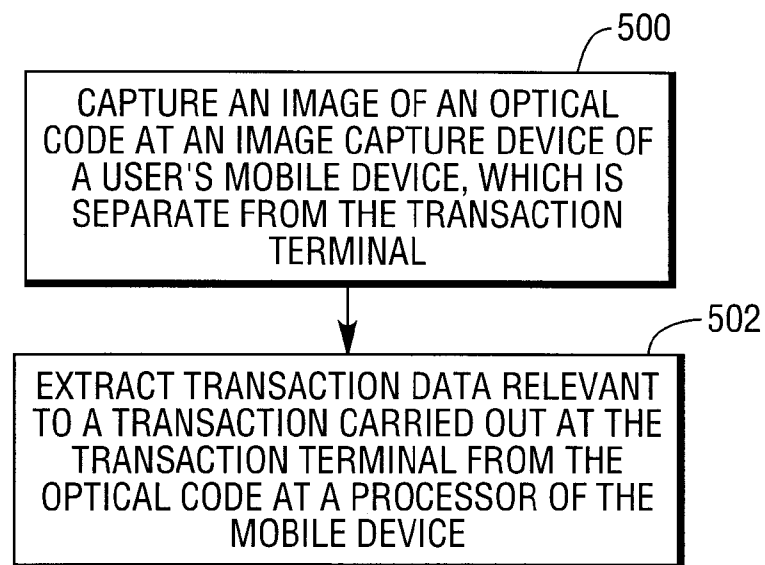 500
CAPTURE AN IMAGE OF AN OPTICAL
CODE AT AN IMAGE CAPTURE DEVICE OF
A USER'S MOBILE DEVICE, WHICH IS
SEPARATE FROM THE TRANSACTION
TERMINAL
502
EXTRACT TRANSACTION DATA RELEVANT
TO A TRANSACTION CARRIED OUT AT THE
TRANSACTION TERMINAL FROM THE
OPTICAL CODE AT A PROCESSOR OF THE
MOBILE DEVICE